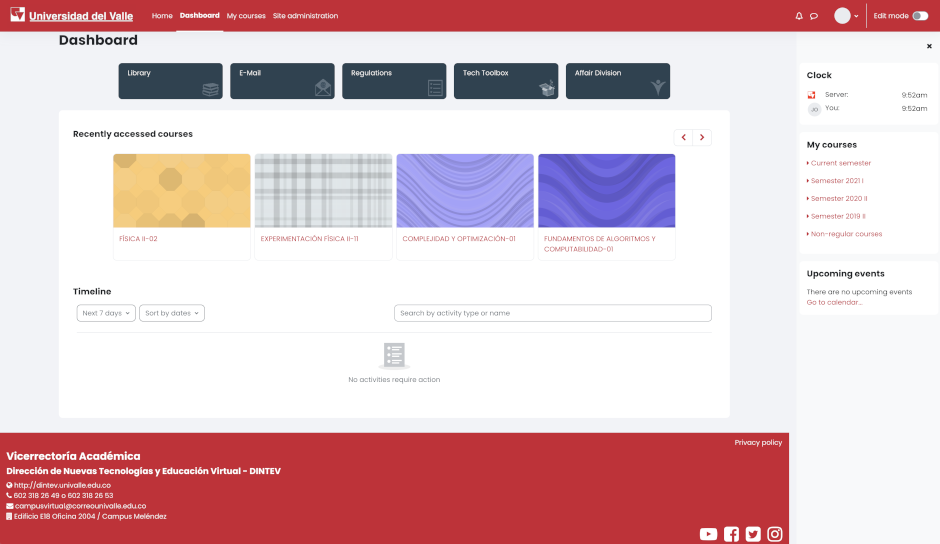 Universidad del Valle
Home Dashboard My courses Site administration
Edit mode
Dashboard
Library
E-Mail
Regulations
Tech Toolbox
Affair Division
Recently accessed courses
FÍSICA II-02
EXPERIMENTACIÓN FÍSICA II-11
COMPLEJIDAD Y OPTIMIZACIÓN-01
FUNDAMENTOS DE ALGORITMOS Y
COMPUTABILIDAD-01
Timeline
Next 7 days
Sort by dates
Search by activity type or name
No activities require action
Clock
Server: 9:52am
JO You: 9:52am
My courses
Current semester
Semester 2021 I
Semester 2020 II
Semester 2019 II
Non-regular courses
Upcoming events
There are no upcoming events
Go to calendar...
Privacy policy
Vicerrectoría Académica
Dirección de Nuevas Tecnologías y Educación Virtual - DINTEV
http://dintev.univalle.edu.co
602 318 26 49 o 602 318 26 53
campusvirtual@correounivalle.edu.co
Edificio E18 Oficina 2004 / Campus Meléndez